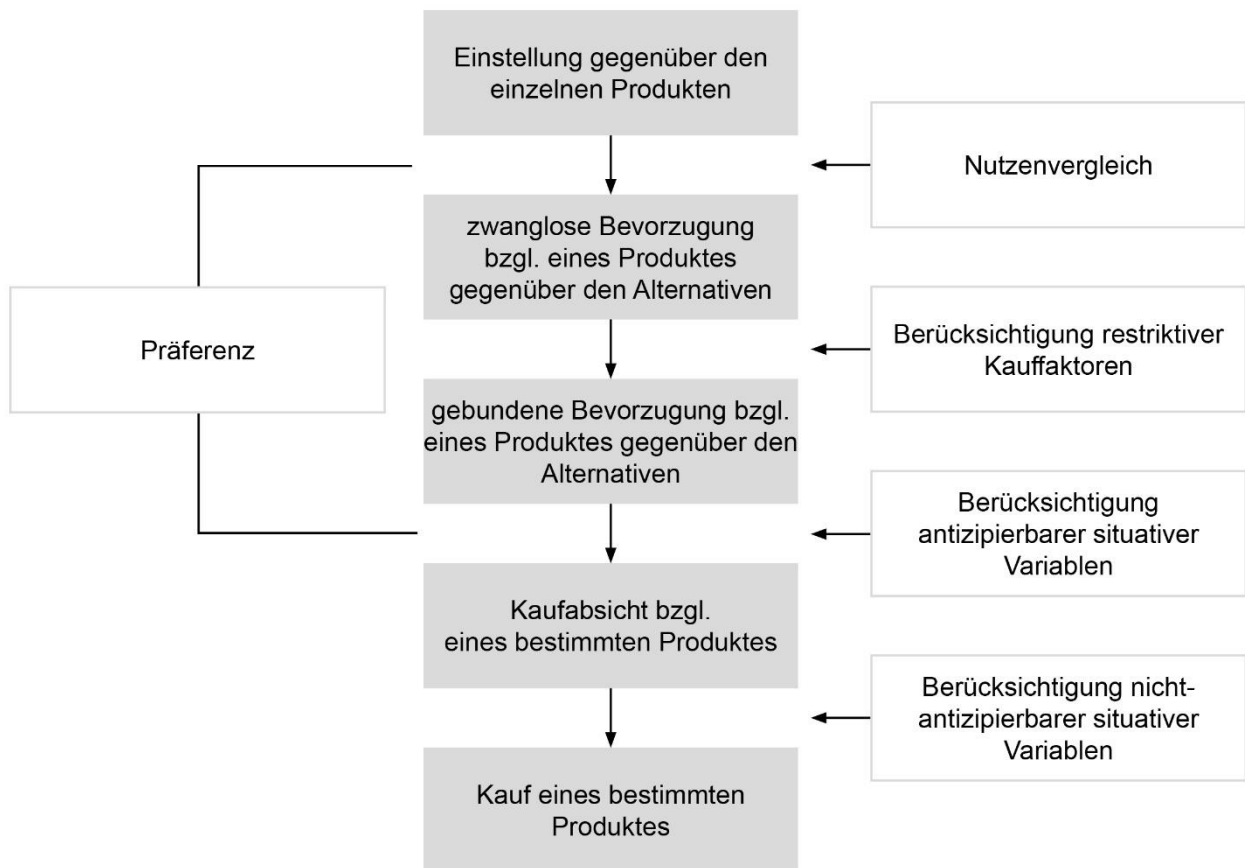 Einstellung gegenüber den
einzelnen Produkten
Nutzenvergleich
zwanglose Bevorzugung
bzgl. eines Produktes
gegenüber den Alternativen
Präferenz
Berücksichtigung restriktiver
Kauffaktoren
gebundene Bevorzugung bzgl.
eines Produktes gegenüber den
Alternativen
Berücksichtigung
antizipierbarer situativer
Variablen
Kaufabsicht bzgl.
eines bestimmten Produktes
Berücksichtigung nicht-
antizipierbarer situativer
Variablen
Kauf eines bestimmten
Produktes